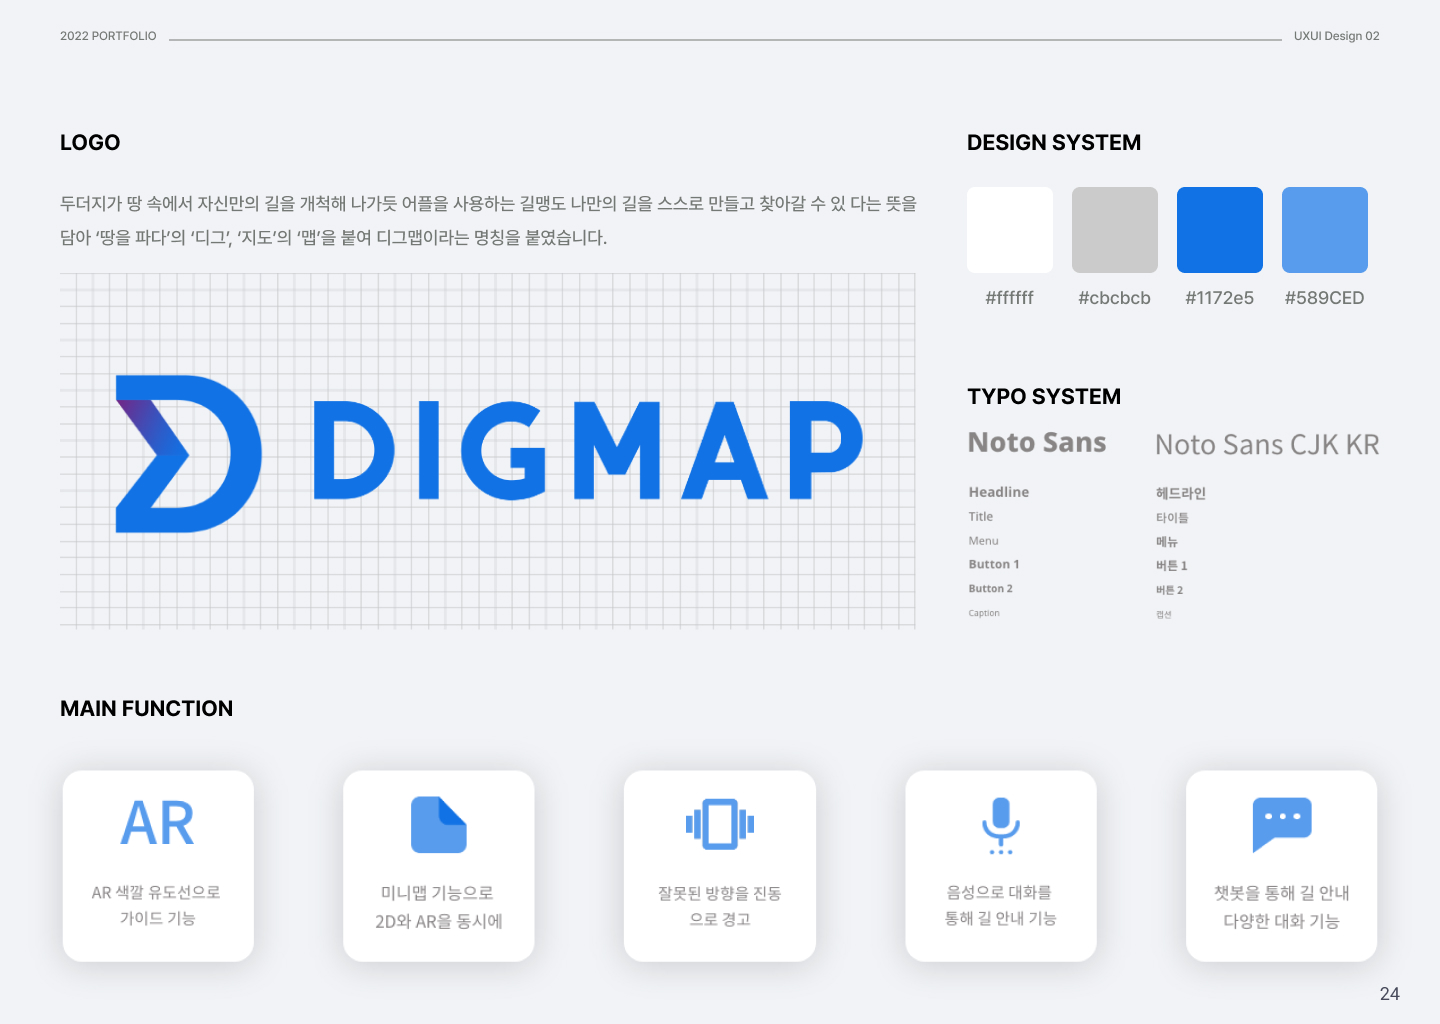 2022 PORTFOLIO
UXUI Design 02
LOGO
두더지가 땅 속에서 자신만의 길을 개척해 나가듯 어플을 사용하는 길맹도 나만의 길을 스스로 만들고 찾아갈 수 있 다는 뜻을
담아 ‘땅을 파다’의 ‘디그’, ‘지도’의 ‘맵’을 붙여 디그맵이라는 명칭을 붙였습니다.
DIGMAP
DESIGN SYSTEM
#ffffff
#cbcbcb
#1172e5
#589CED
TYPO SYSTEM
Noto Sans
Noto Sans CJK KR
Headline
헤드라인
Title
타이틀
Menu
메뉴
Button 1
버튼 1
Button 2
버튼 2
Caption
캡션
MAIN FUNCTION
AR
AR 색깔 유도선으로
가이드 기능
미니맵 기능으로
2D와 AR을 동시에
잘못된 방향을 진동
으로 경고
음성으로 대화를
통해 길 안내 기능
챗봇을 통해 길 안내
다양한 대화 기능
24